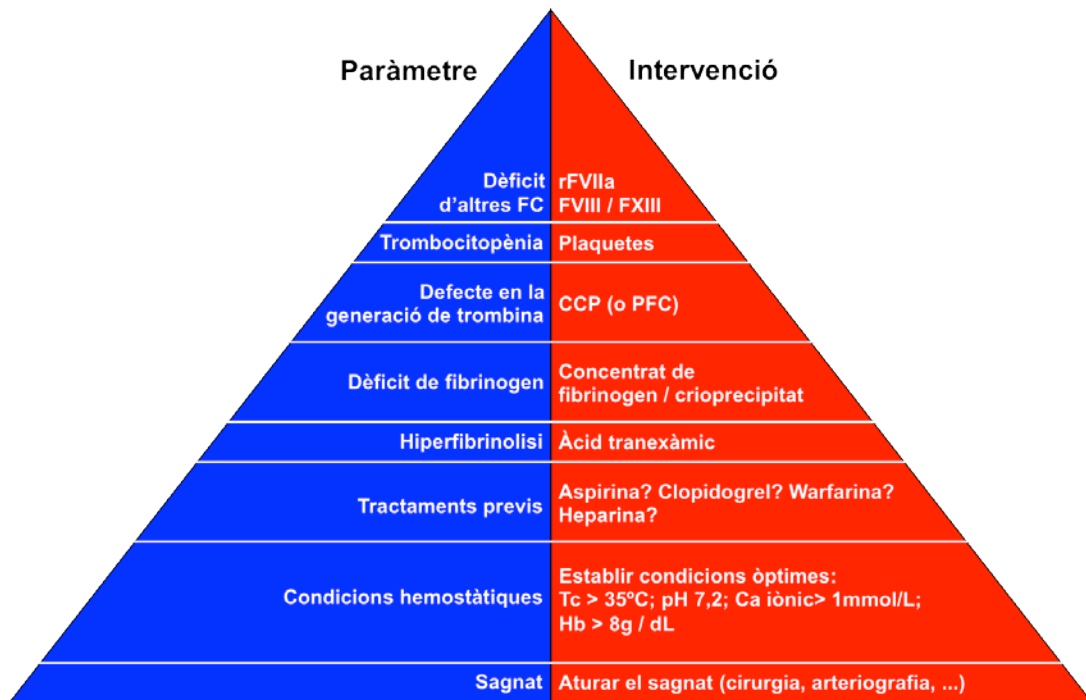 Paràmetre
Intervenció
Dèficit
d'altres FC
rFVIIa
FVIII / FXIII
Trombocitopènia
Plaquetes
Defecte en la
generació de trombina
CCP (o PFC)
Dèficit de fibrinogen
Concentrat de
fibrinogen / crioprecipitat
Hiperfibrinolisi
Àcid tranexàmic
Tractaments previs
Aspirina? Clopidogrel? Warfarina?
Heparina?
Condicions hemostàtiques
Establir condicions òptimes:
Tc > 35ºC; pH 7,2; Ca iònic> 1mmol/L;
Hb > 8g / dL
Sagnat
Aturar el sagnat (cirurgia, arteriografia, ...)